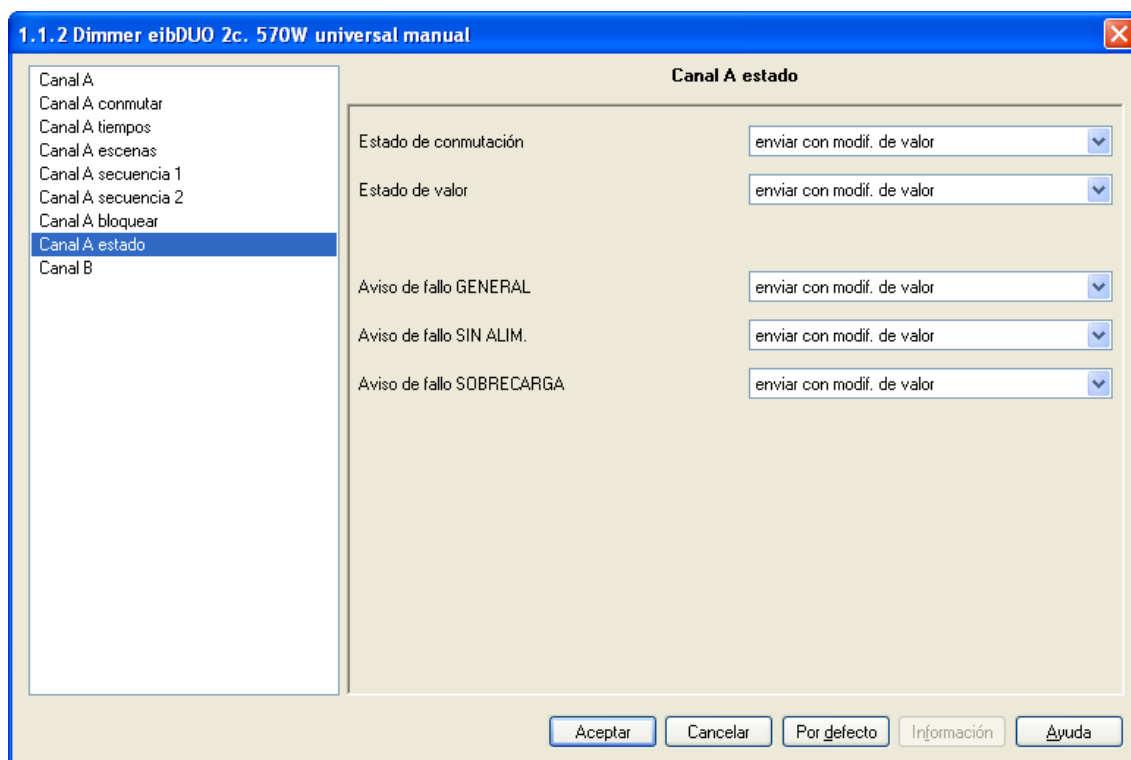 1.1.2 Dimmer eibDUO 2c. 570W universal manual
Canal A
Canal A conmutar
Canal A tiempos
Canal A escenas
Canal A secuencia 1
Canal A secuencia 2
Canal A bloquear
Canal A estado
Canal B
Canal A estado
Estado de conmutación enviar con modif. de valor
Estado de valor enviar con modif. de valor
Aviso de fallo GENERAL enviar con modif. de valor
Aviso de fallo SIN ALIM. enviar con modif. de valor
Aviso de fallo SOBRECARGA enviar con modif. de valor
Aceptar Cancelar Por defecto Información Ayuda